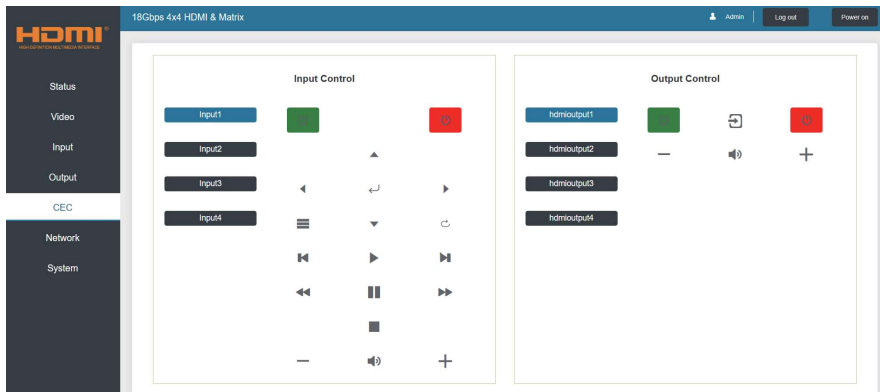 18Gbps 4x4 HDMI & Matrix
Admin
Log out
Power on
HDMI®
HIGH-DEFINITION MULTIMEDIA INTERFACE
Status
Video
Input
Output
CEC
Network
System
Input Control
Input1
Input2
Input3
Input4
Output Control
hdmioutput1
hdmioutput2
hdmioutput3
hdmioutput4